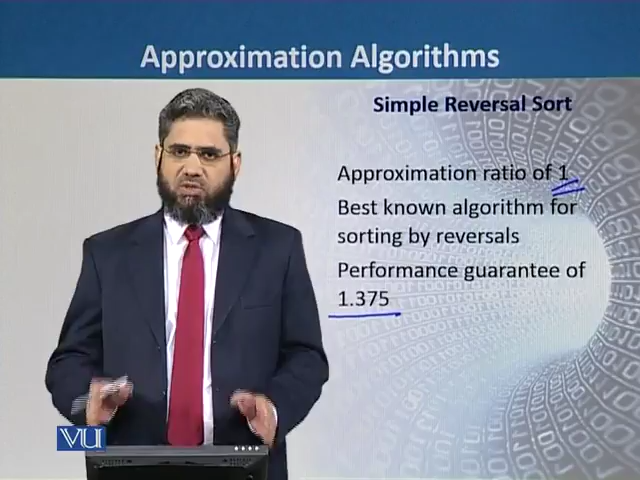 Approximation Algorithms
Simple Reversal Sort
Approximation ratio of 1
Best known algorithm for
sorting by reversals
Performance guarantee of
1.375
VU